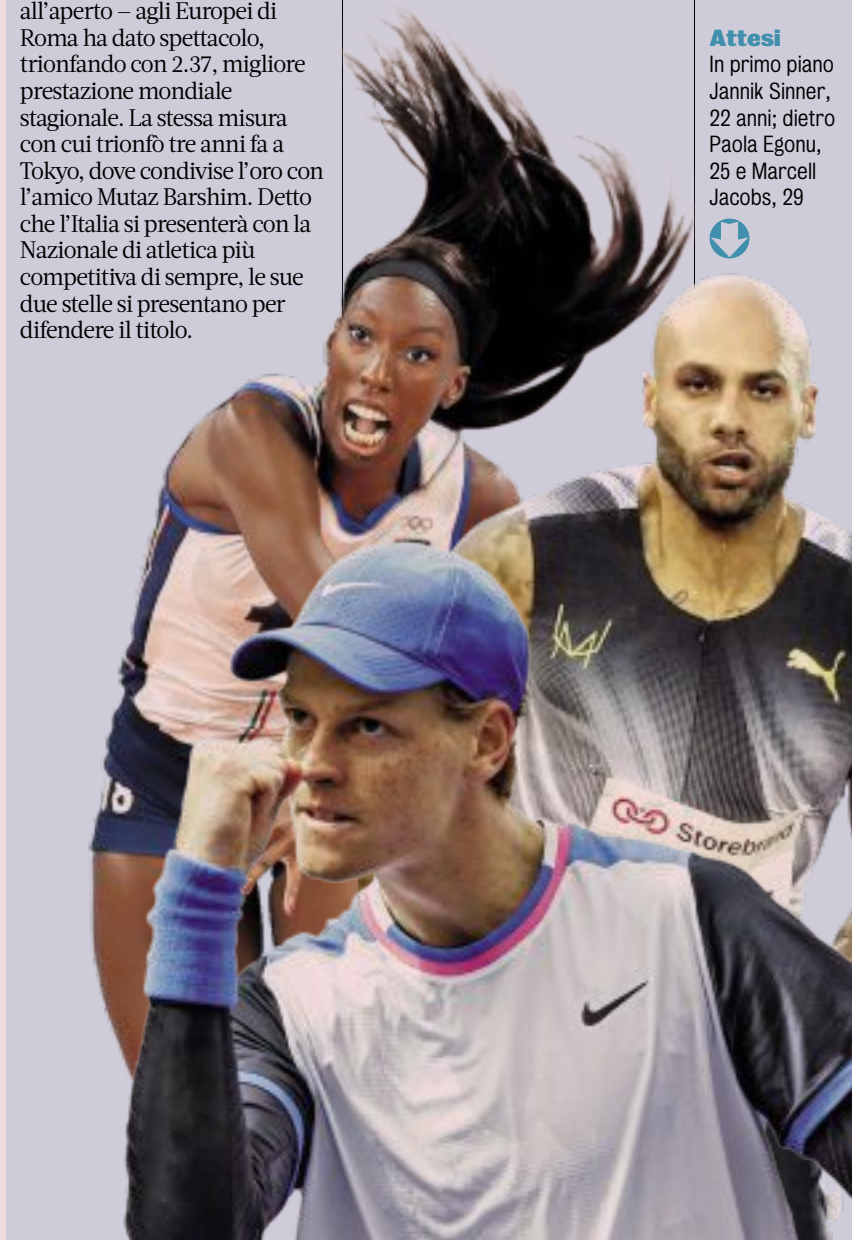 all’aperto – agli Europei di
Roma ha dato spettacolo,
trionfando con 2.37, migliore
prestazione mondiale
stagionale. La stessa misura
con cui trionfò tre anni fa a
Tokyo, dove condivise l’oro con
l’amico Mutaz Barshim. Detto
che l’Italia si presenterà con la
Nazionale di atletica più
competitiva di sempre, le sue
due stelle si presentano per
difendere il titolo.
Attesi
In primo piano
Jannik Sinner,
22 anni; dietro
Paola Egonu,
25 e Marcell
Jacobs, 29
18
Storebrand